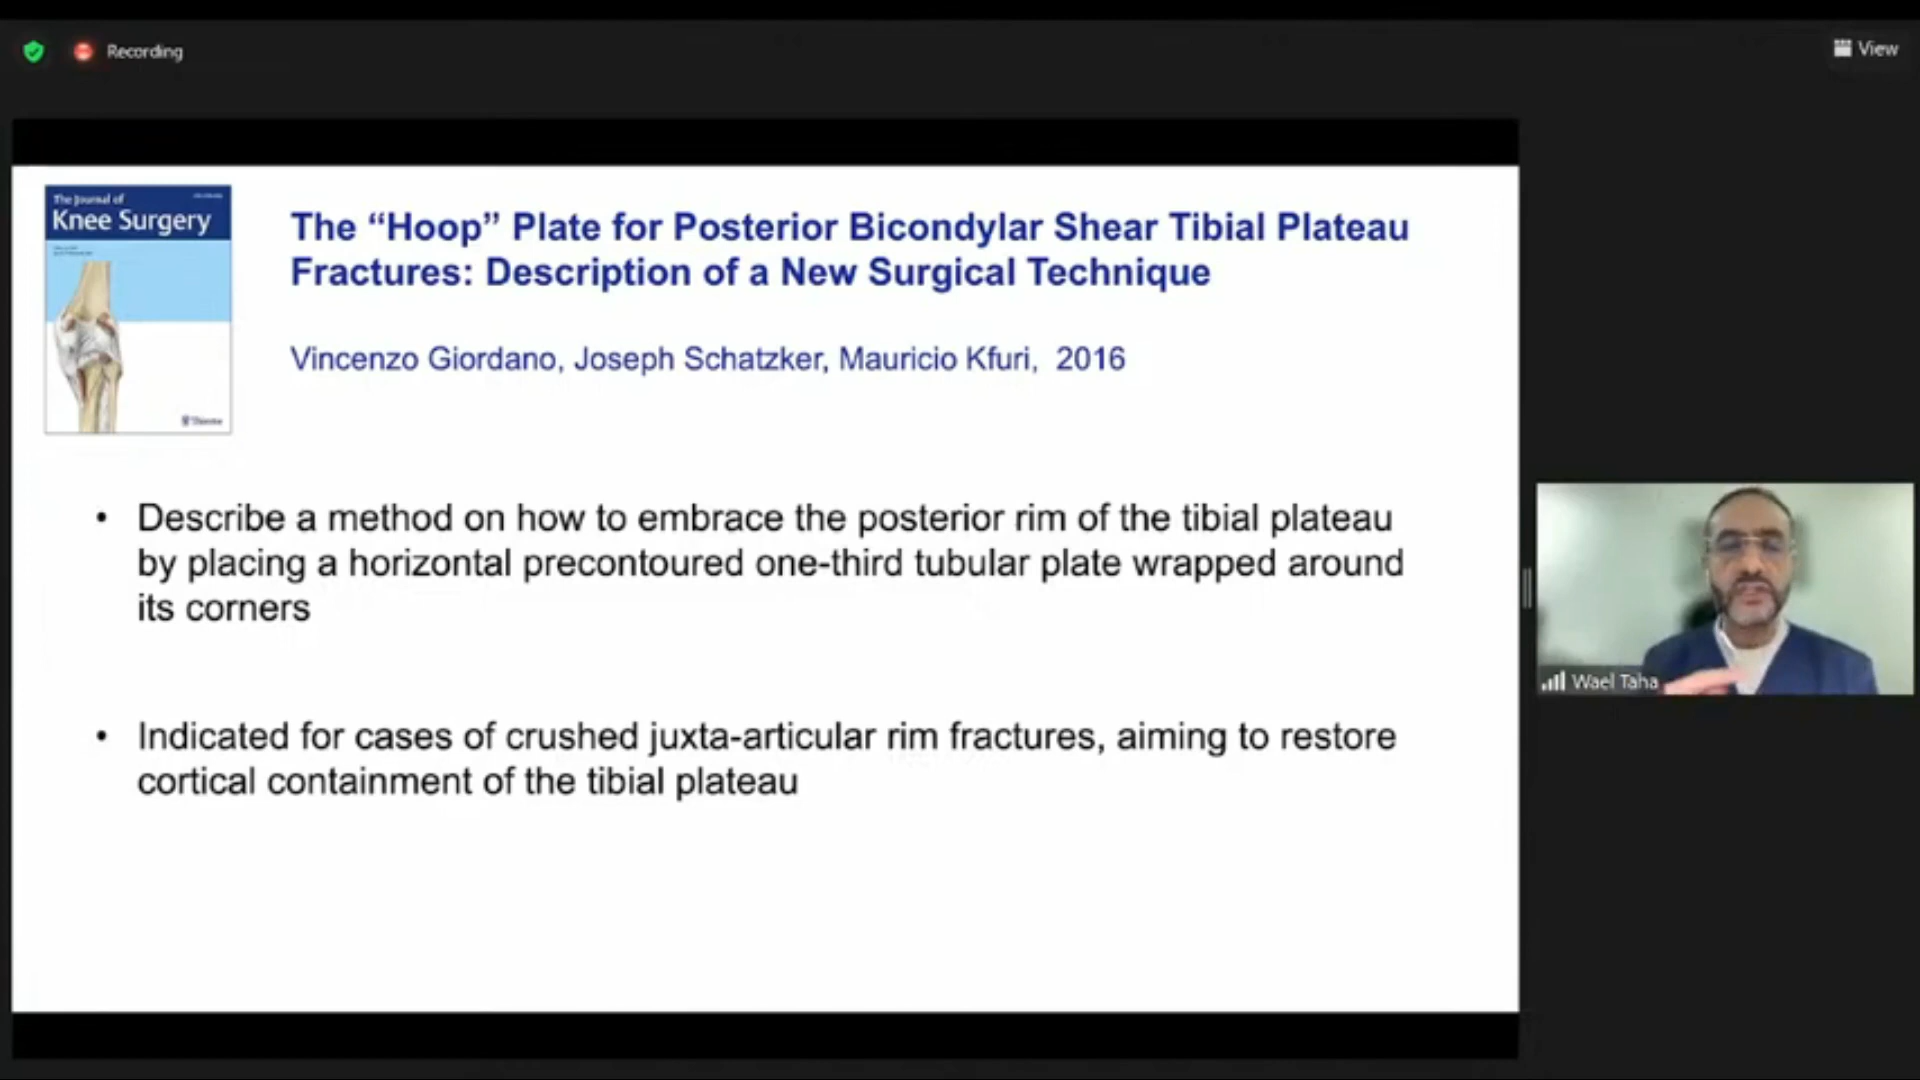 Recording
View
The Journal of
Knee Surgery
The “Hoop” Plate for Posterior Bicondylar Shear Tibial Plateau
Fractures: Description of a New Surgical Technique
Vincenzo Giordano, Joseph Schatzker, Mauricio Kfuri, 2016
Thieme
• Describe a method on how to embrace the posterior rim of the tibial plateau
by placing a horizontal precontoured one-third tubular plate wrapped around
its corners
• Indicated for cases of crushed juxta-articular rim fractures, aiming to restore
cortical containment of the tibial plateau
Wael Taha